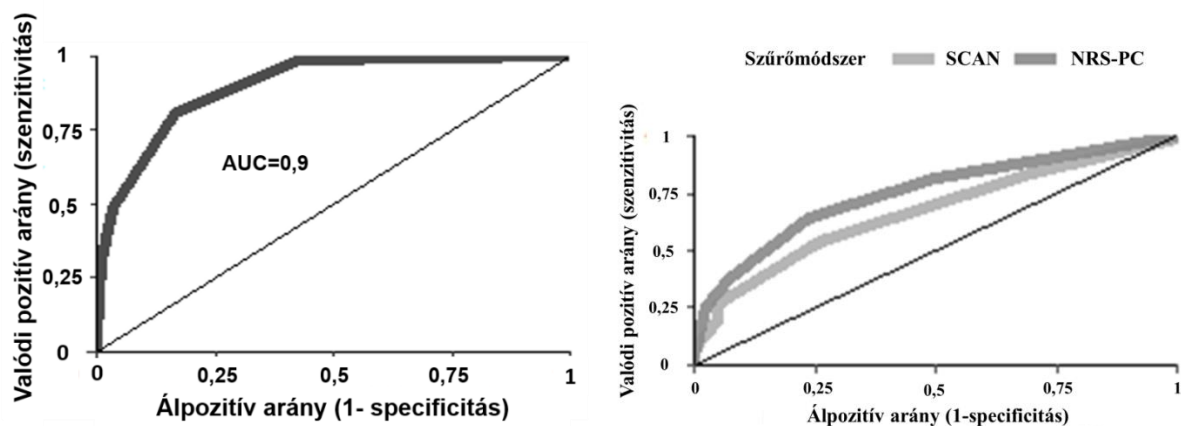 Valódi pozitív arány (szenzitivitás)
1
0,75
0,5
0,25
0
AUC=0,9
0 0,25 0,5 0,75 1
Álpozitív arány (1- specificitás)
Szűrőmódszer SCAN NRS-PC
Valódi pozitív arány (szenzitivitás)
1
0,75
0,5
0,25
0
0 0,25 0,5 0,75 1
Álpozitív arány (1-specificitás)